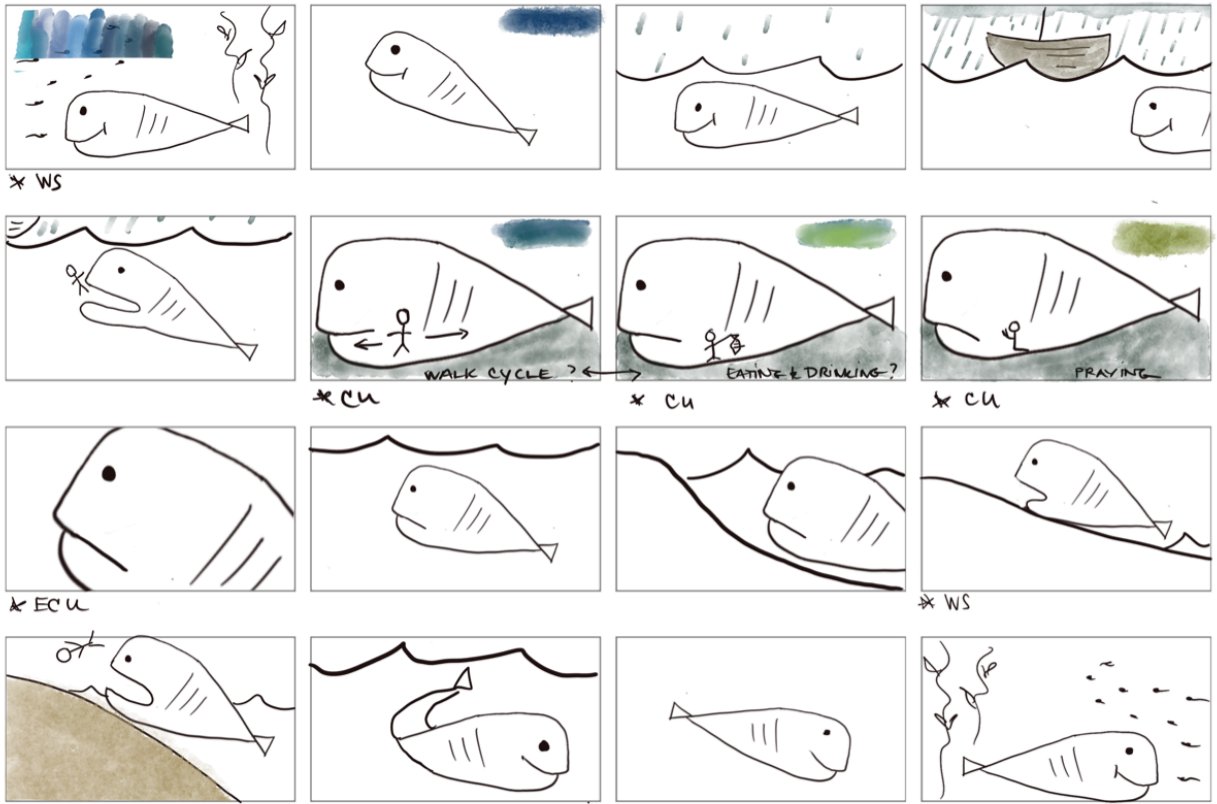 * WS
WALK CYCLE ?
EATING & DRINKING?
PRAYING
* CU
* CU
* CU
* ECU
* WS